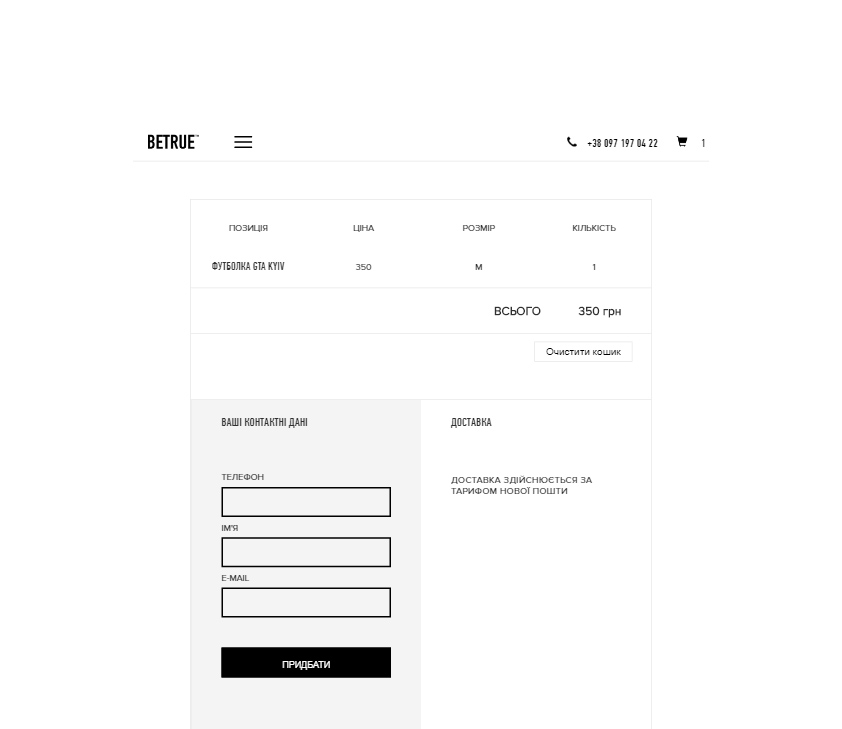 BETRUE™
+38 097 197 04 22 1
ПОЗИЦІЯ ЦІНА РОЗМІР КІЛЬКІСТЬ
ФУТБОЛКА GTA KYIV 350 M 1
ВСЬОГО 350 грн
Очистити кошик
ВАШІ КОНТАКТНІ ДАНІ
ТЕЛЕФОН
ІМ'Я
E-MAIL
ПРИДБАТИ
ДОСТАВКА
ДОСТАВКА ЗДІЙСНЮЄТЬСЯ ЗА
ТАРИФОМ НОВОЇ ПОШТИ